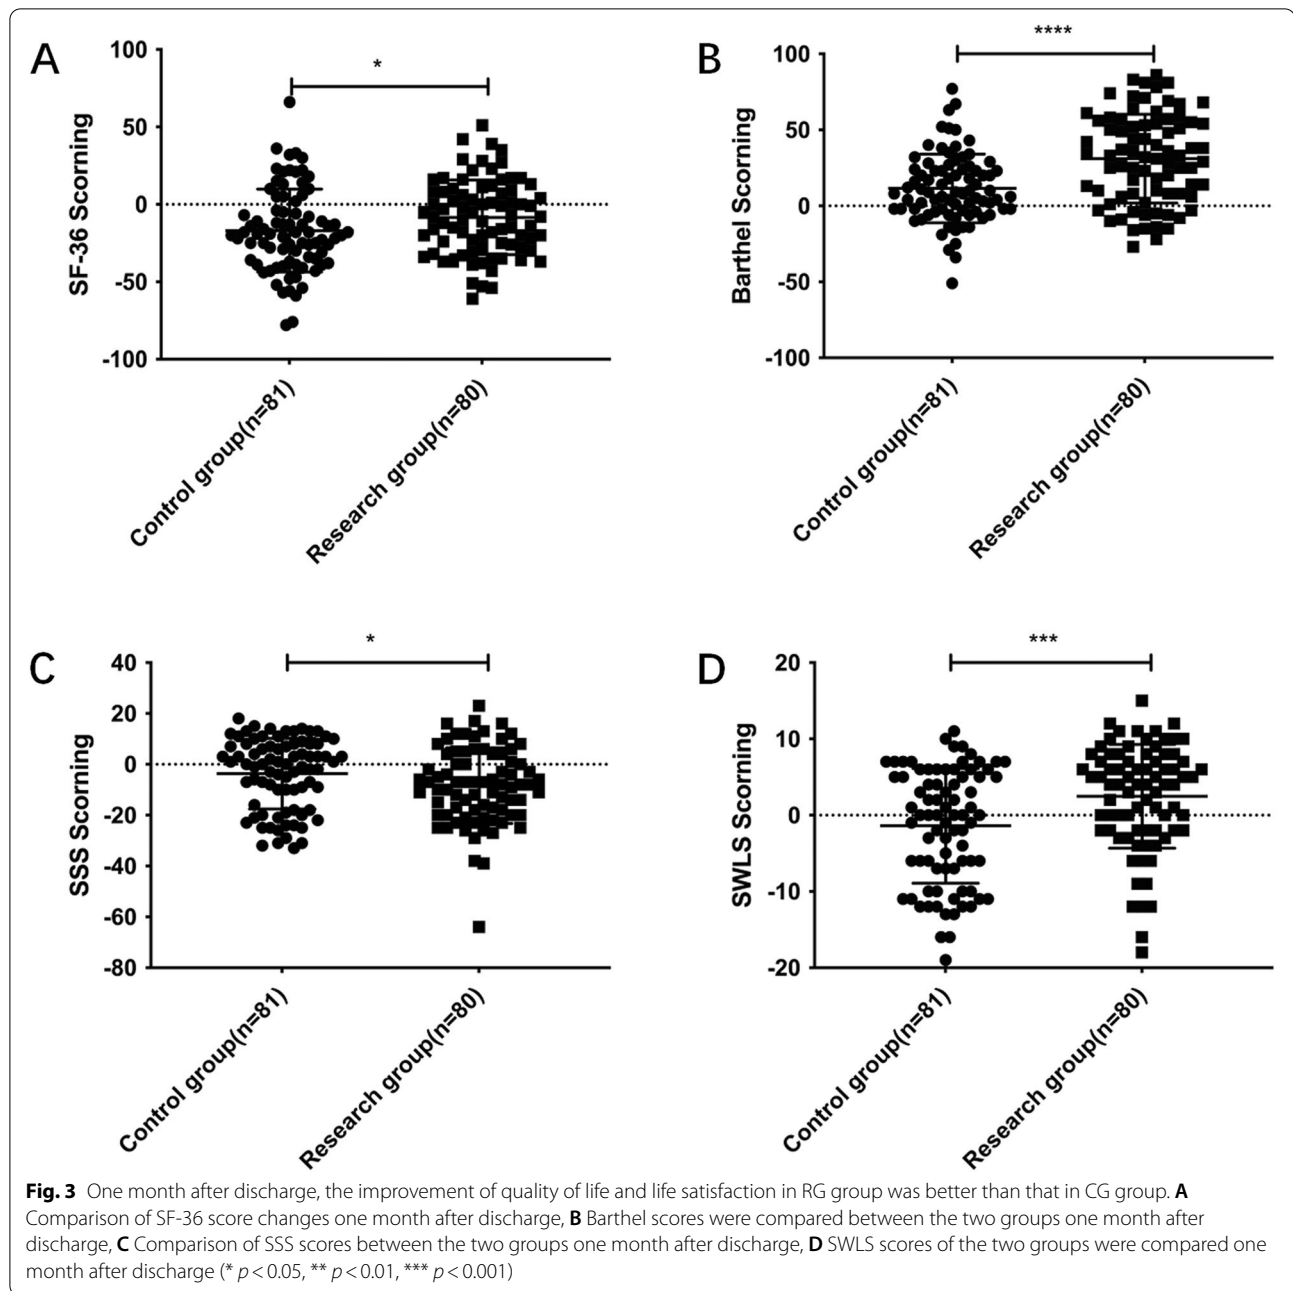 A
100
50
0
-50
-100
SF-36 Scorning
*
Control group(n=81)
Research group(n=80)
B
100
50
0
-50
-100
Barthel Scorning
****
Control group(n=81)
Research group(n=80)
C
40
20
0
-20
-40
-60
-80
SSS Scorning
*
Control group(n=81)
Research group(n=80)
D
20
10
0
-10
-20
SWLS Scorning
***
Control group(n=81)
Research group(n=80)
Fig. 3 One month after discharge, the improvement of quality of life and life satisfaction in RG group was better than that in CG group. A
Comparison of SF-36 score changes one month after discharge, B Barthel scores were compared between the two groups one month after
discharge, C Comparison of SSS scores between the two groups one month after discharge, D SWLS scores of the two groups were compared one
month after discharge (* p < 0.05, ** p < 0.01, *** p < 0.001)